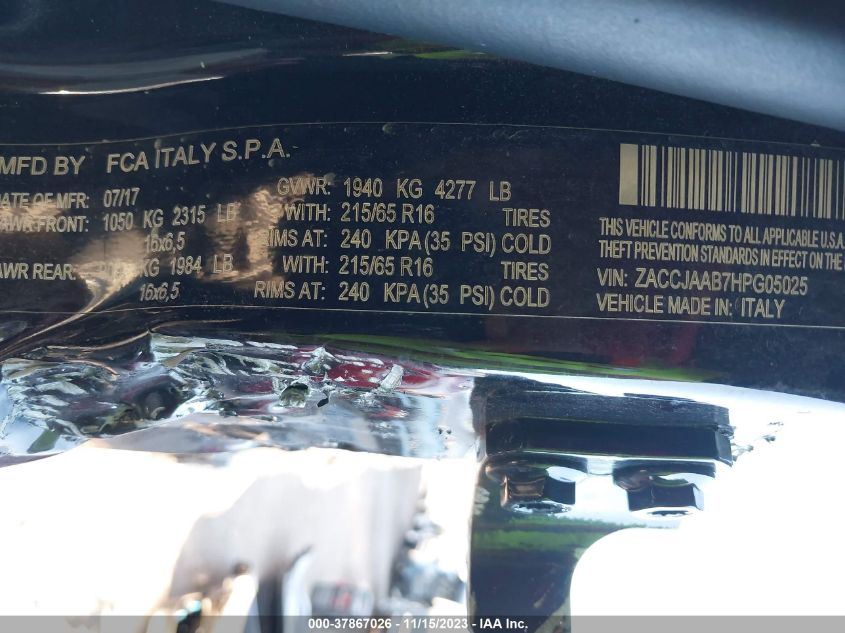 MFD BY FCA ITALY S.P.A.
DATE OF MFR: 07/17 GVWR: 1940 KG 4277 LB
AWR FRONT: 1050 KG 2315 LB WITH: 215/65 R16 TIRES
16x6,5 RIMS AT: 240 KPA (35 PSI) COLD
AWR REAR: KG 1984 LB WITH: 215/65 R16 TIRES
16x6,5 RIMS AT: 240 KPA (35 PSI) COLD
THIS VEHICLE CONFORMS TO ALL APPLICABLE U.S.A.
THEFT PREVENTION STANDARDS IN EFFECT ON THE
VIN: ZACCJAAB7HPG05025
VEHICLE MADE IN: ITALY
000-37867026 - 11/15/2023 - IAA Inc.